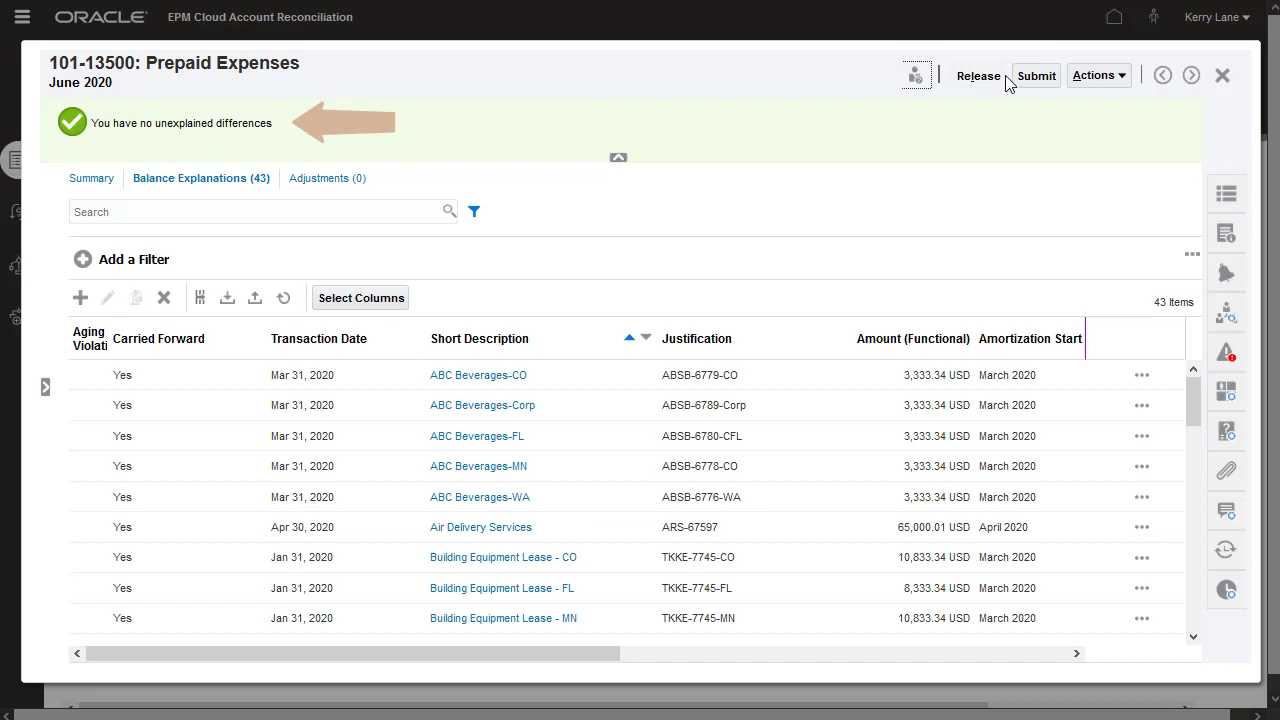 ORACLE EPM Cloud Account Reconciliation Kerry Lane
101-13500: Prepaid Expenses
June 2020
Release Submit Actions
You have no unexplained differences
Summary Balance Explanations (43) Adjustments (0)
Search
Add a Filter
Select Columns
43 Items
Aging
Violati Carried Forward Transaction Date Short Description Justification Amount (Functional) Amortization Start
Yes Mar 31, 2020 ABC Beverages-CO ABSB-6779-CO 3,333.34 USD March 2020
Yes Mar 31, 2020 ABC Beverages-Corp ABSB-6789-Corp 3,333.34 USD March 2020
Yes Mar 31, 2020 ABC Beverages-FL ABSB-6780-CFL 3,333.34 USD March 2020
Yes Mar 31, 2020 ABC Beverages-MN ABSB-6778-CO 3,333.34 USD March 2020
Yes Mar 31, 2020 ABC Beverages-WA ABSB-6776-WA 3,333.34 USD March 2020
Yes Apr 30, 2020 Air Delivery Services ARS-67597 65,000.01 USD April 2020
Yes Jan 31, 2020 Building Equipment Lease - CO TKKE-7745-CO 10,833.34 USD March 2020
Yes Jan 31, 2020 Building Equipment Lease - FL TKKE-7745-FL 8,333.34 USD March 2020
Yes Jan 31, 2020 Building Equipment Lease - MN TKKE-7745-MN 10,833.34 USD March 2020